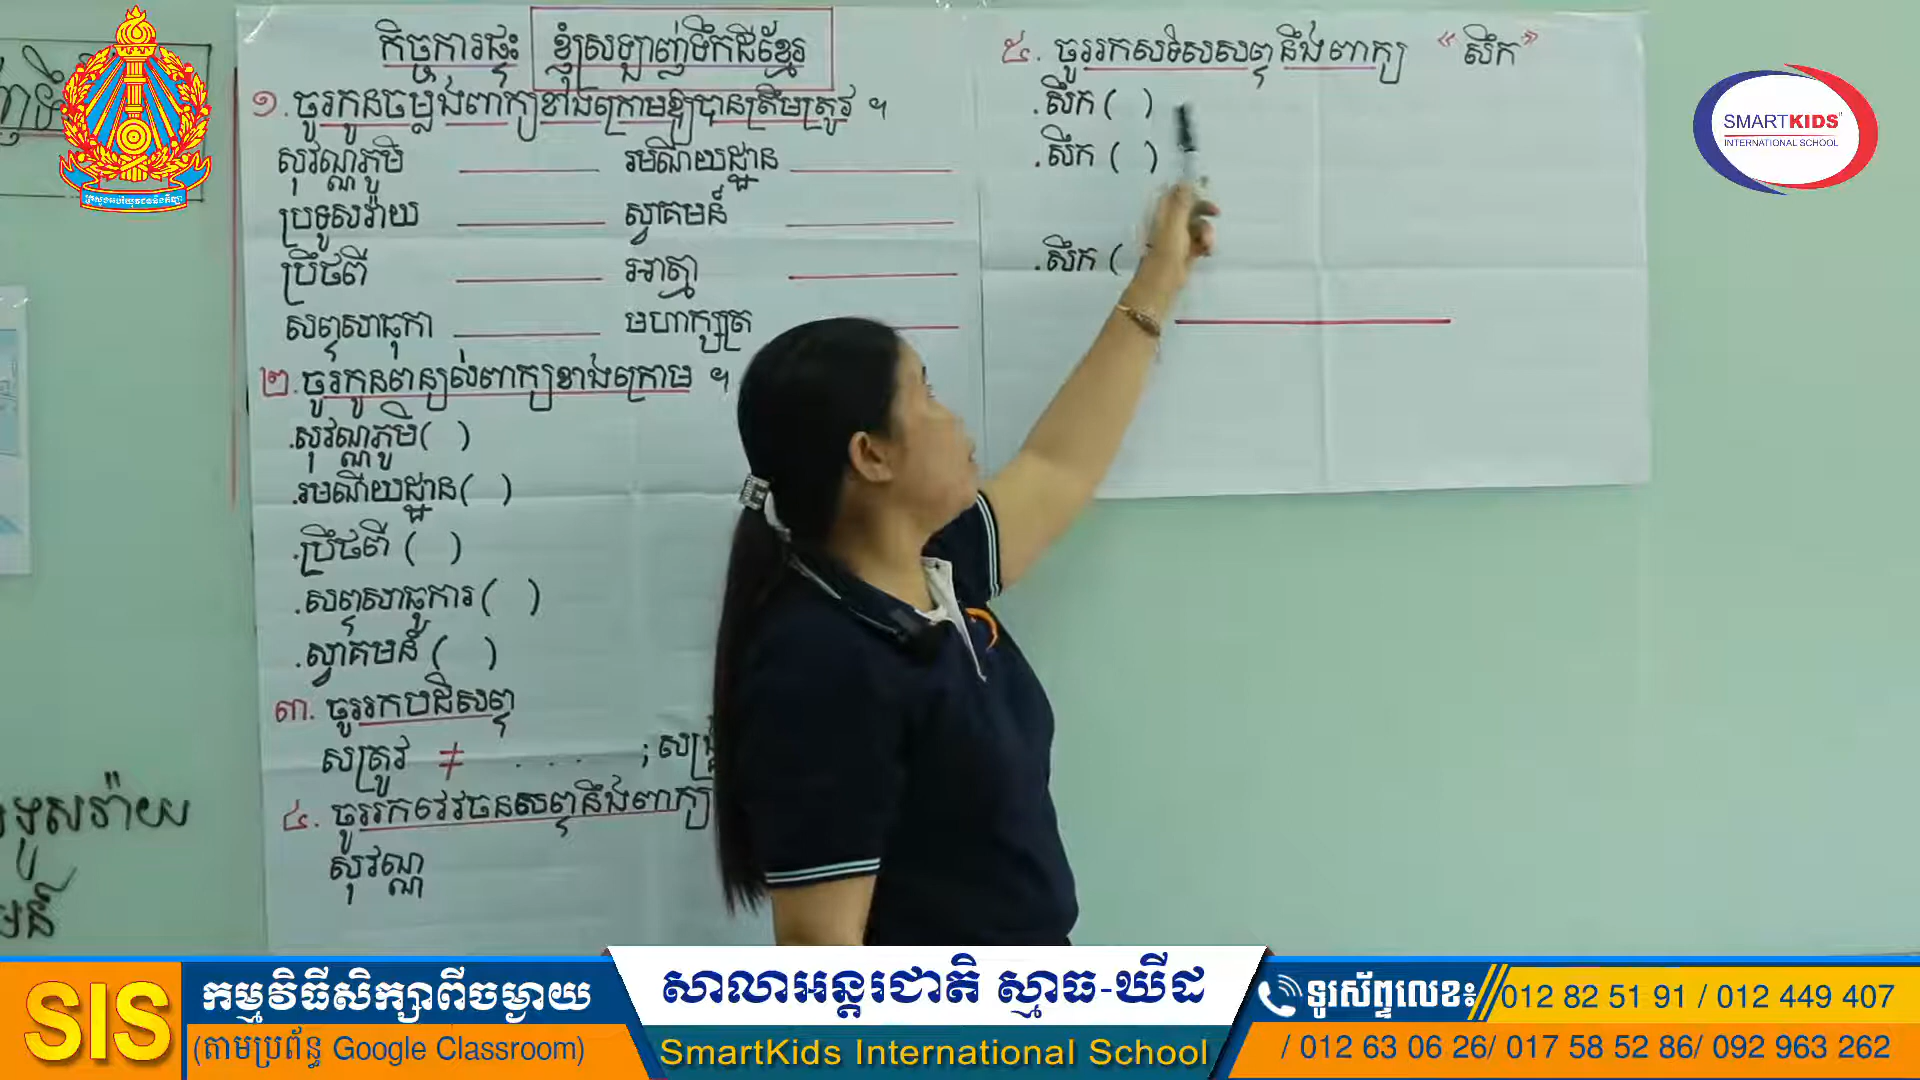 កិច្ចការផ្ទះ ខ្ញុំស្រឡាញ់ទឹកដីខ្មែរ
១. ចូរកូនចម្លងពាក្យខាងក្រោមឱ្យបានត្រឹមត្រូវ ។
សុវណ្ណភូមិ
រមណីយដ្ឋាន
ប្រទូសរ៉ាយ
ស្វាគមន៍
ប្រឹថពី
អាត្មា
សព្ទសាធុកា
មហាក្សត្រ
២. ចូរកូនពន្យល់ពាក្យខាងក្រោម ។
.សុវណ្ណភូមិ( )
.រមណីយដ្ឋាន( )
.ប្រឹថពី ( )
.សព្ទសាធុការ ( )
.ស្វាគមន៍ ( )
៣. ចូររកបដិសព្ទ
សត្រូវ ≠ . . . . ;
៤. ចូររកវេវចនសព្ទនឹងពាក្យ
សុវណ្ណ
៥. ចូររកសទិសសព្ទនឹងពាក្យ "សឹក"
.សឹក ( )
.សឹក ( )
.សឹក (
SMARTKIDS
INTERNATIONAL SCHOOL
SIS
កម្មវិធីសិក្សាពីចម្ងាយ
(តាមប្រព័ន្ធ Google Classroom)
សាលាអន្តរជាតិ ស្មាធ-ឃីដ
SmartKids International School
ទូរស័ព្ទលេខ៖ 012 82 51 91 / 012 449 407
/ 012 63 06 26/ 017 58 52 86/ 092 963 262